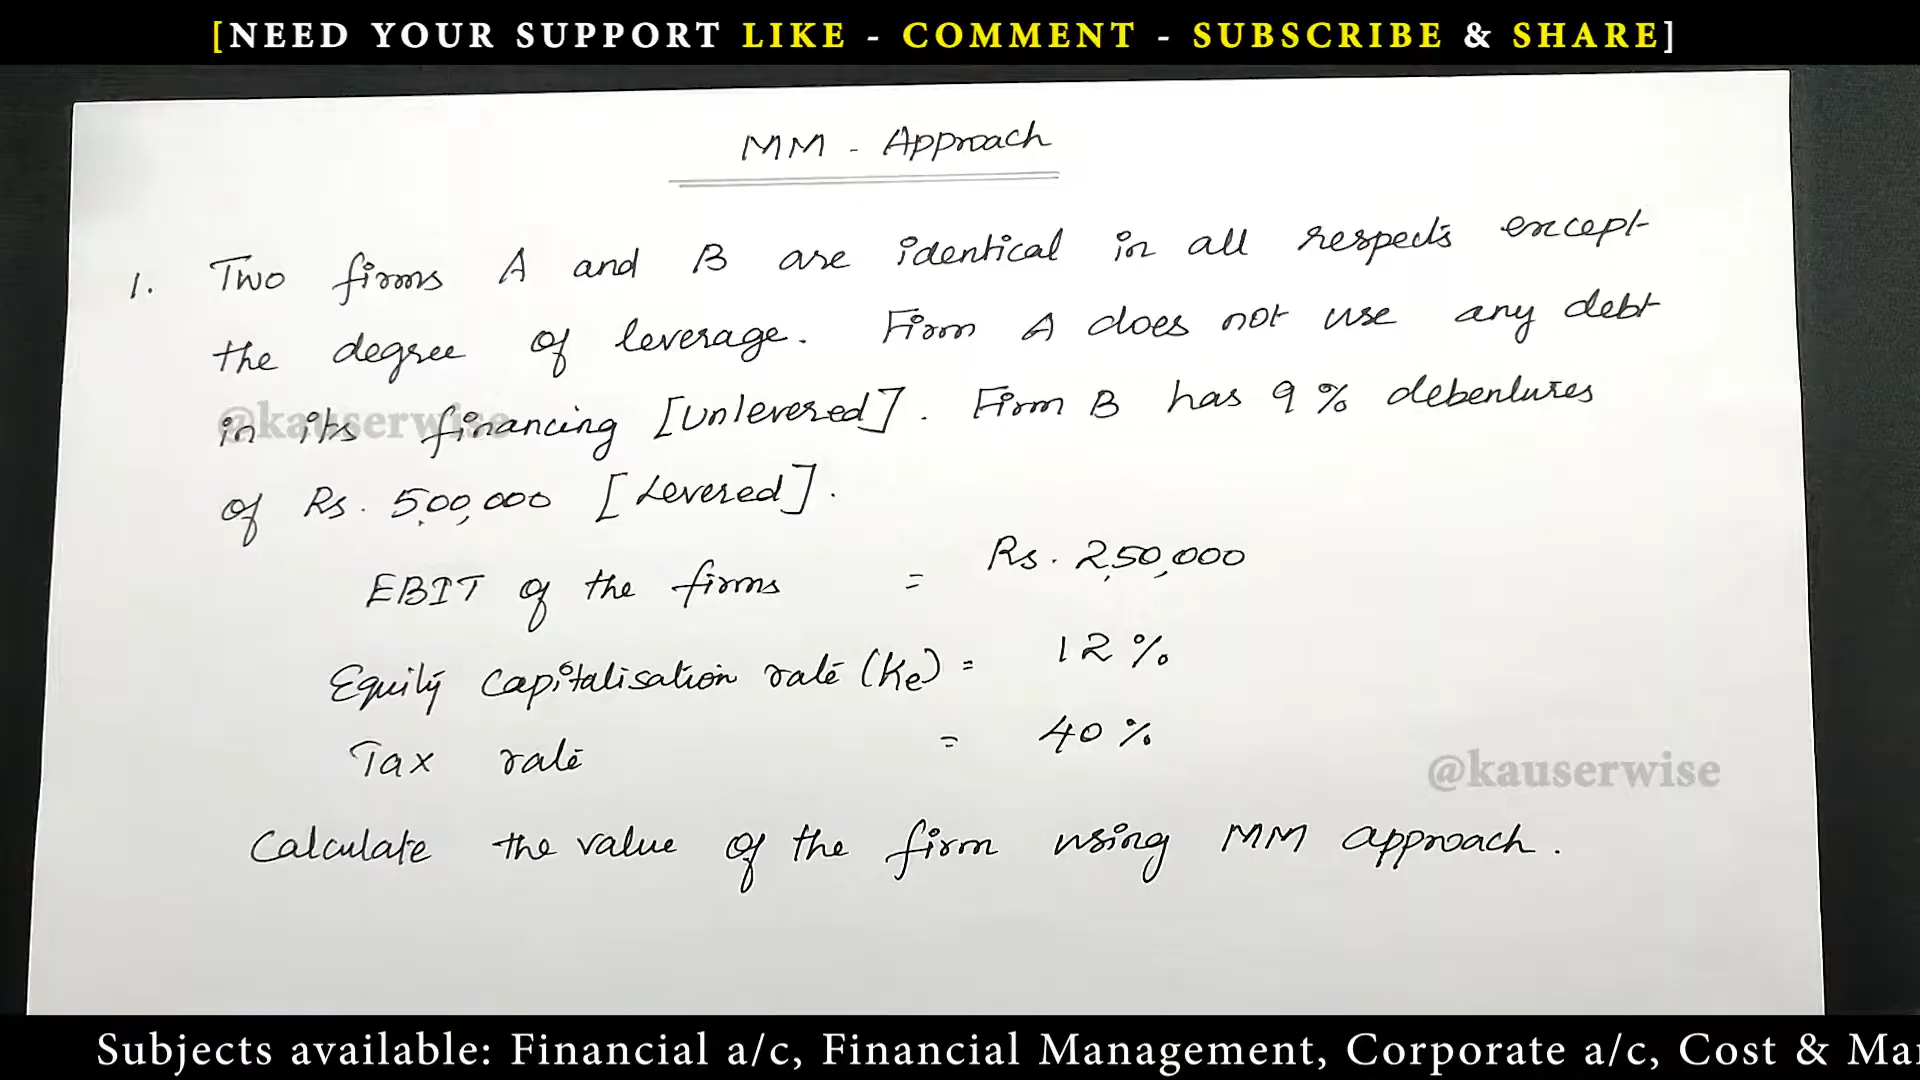 [NEED YOUR SUPPORT LIKE - COMMENT - SUBSCRIBE & SHARE]
MM - Approach
1. Two firms A and B are identical in all respects except
the degree of leverage. Firm A does not use any debt
in its financing [Unlevered]. Firm B has 9% debentures
@kauserwise
of Rs. 5,00,000 [Levered].
EBIT of the firms = Rs. 2,50,000
Equity capitalisation rate (Ke) = 12%
Tax rate = 40%
@kauserwise
Calculate the value of the firm using MM approach.
Subjects available: Financial a/c, Financial Management, Corporate a/c, Cost & Ma